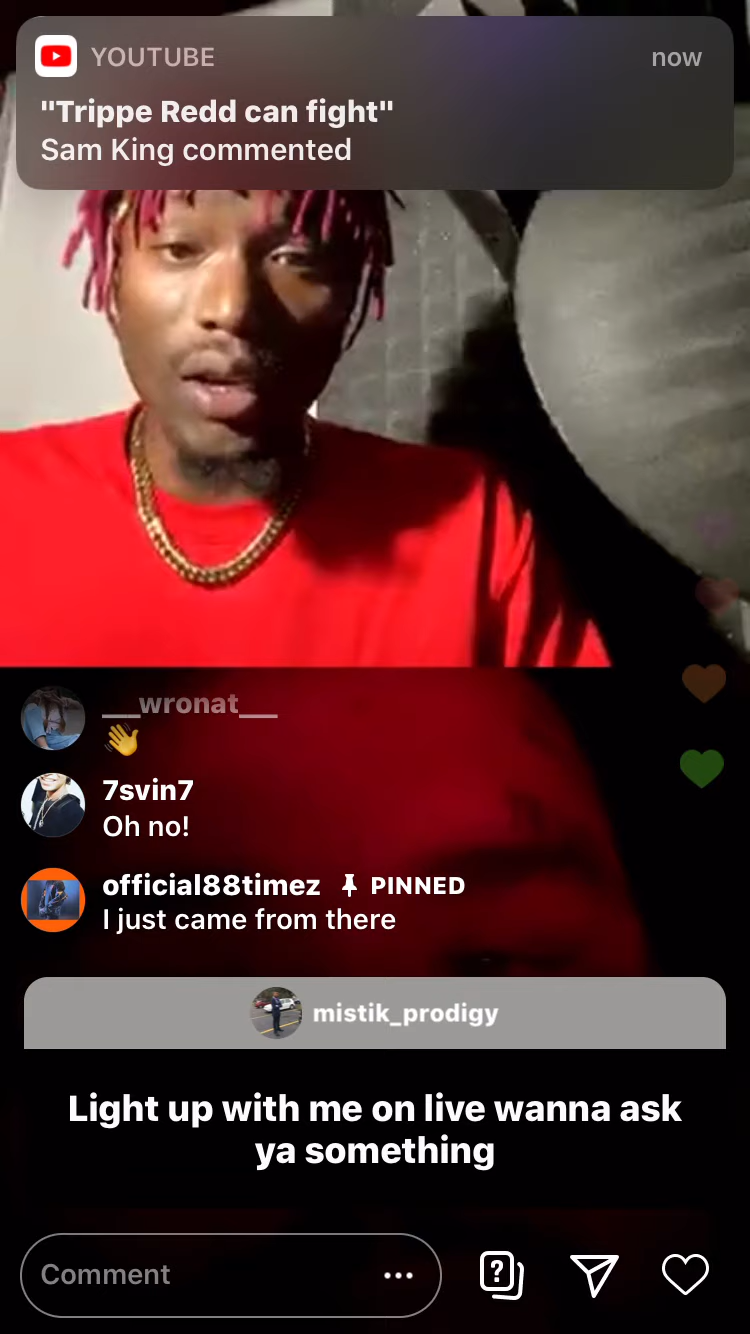 YOUTUBE
now
"Trippe Redd can fight"
Sam King commented
___wronat___
👋
7svin7
Oh no!
official88timez PINNED
I just came from there
mistik_prodigy
Light up with me on live wanna ask
ya something
Comment